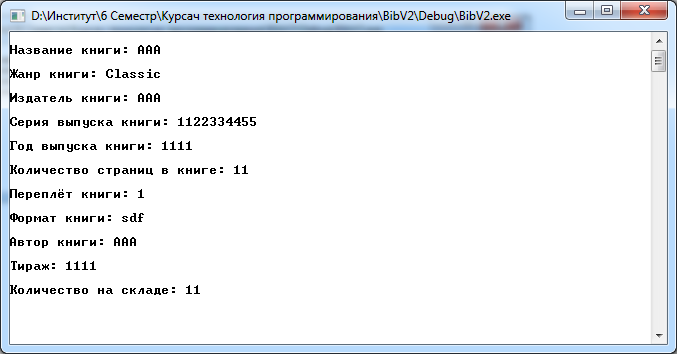 D:\Институт\6 Семестр\Курсач технология программирования\BibV2\Debug\BibV2.exe
Название книги: AAA
Жанр книги: Classic
Издатель книги: AAA
Серия выпуска книги: 1122334455
Год выпуска книги: 1111
Количество страниц в книге: 11
Переплёт книги: 1
Формат книги: sdf
Автор книги: AAA
Тираж: 1111
Количество на складе: 11